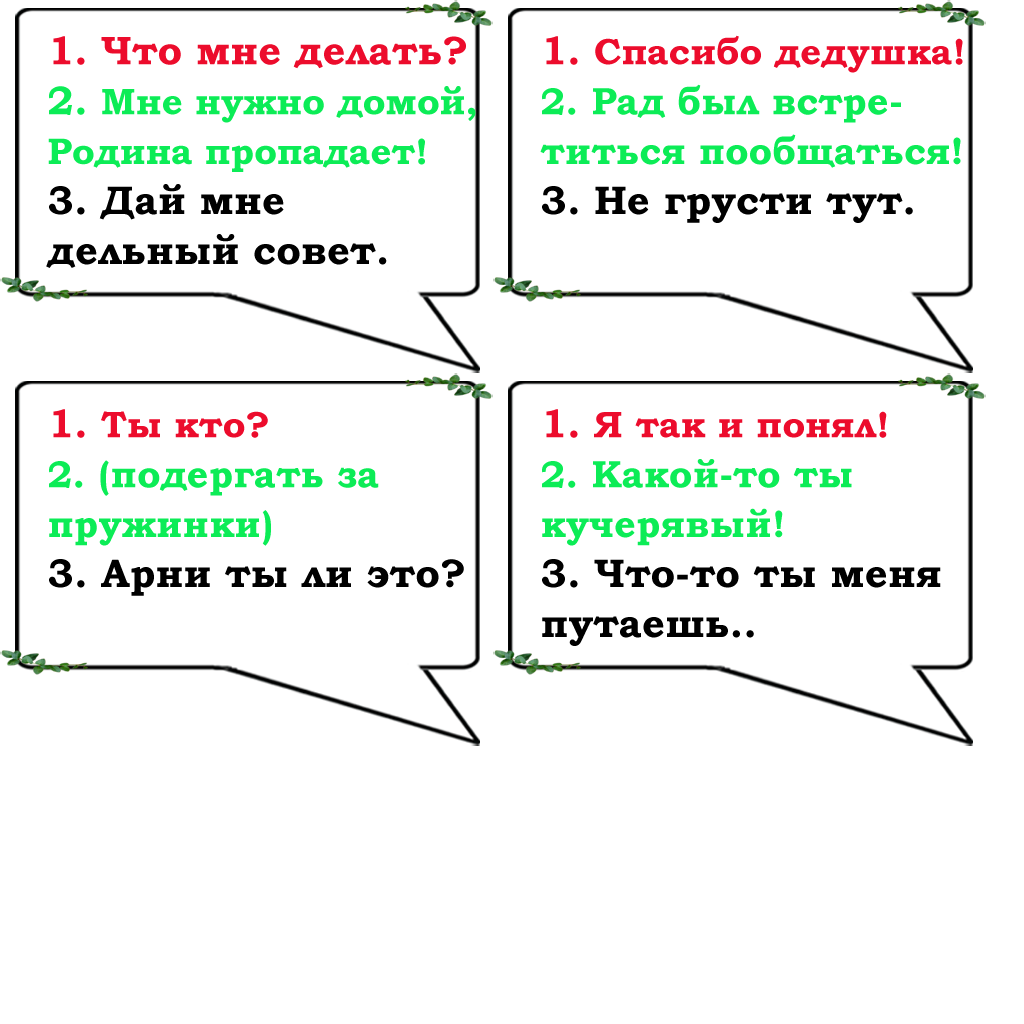 1. Что мне делать?
2. Мне нужно домой,
Родина пропадает!
3. Дай мне
дельный совет.
1. Спасибо дедушка!
2. Рад был встре-
титься пообщаться!
3. Не грусти тут.
1. Ты кто?
2. (подергать за
пружинки)
3. Арни ты ли это?
1. Я так и понял!
2. Какой-то ты
кучерявый!
3. Что-то ты меня
путаешь..